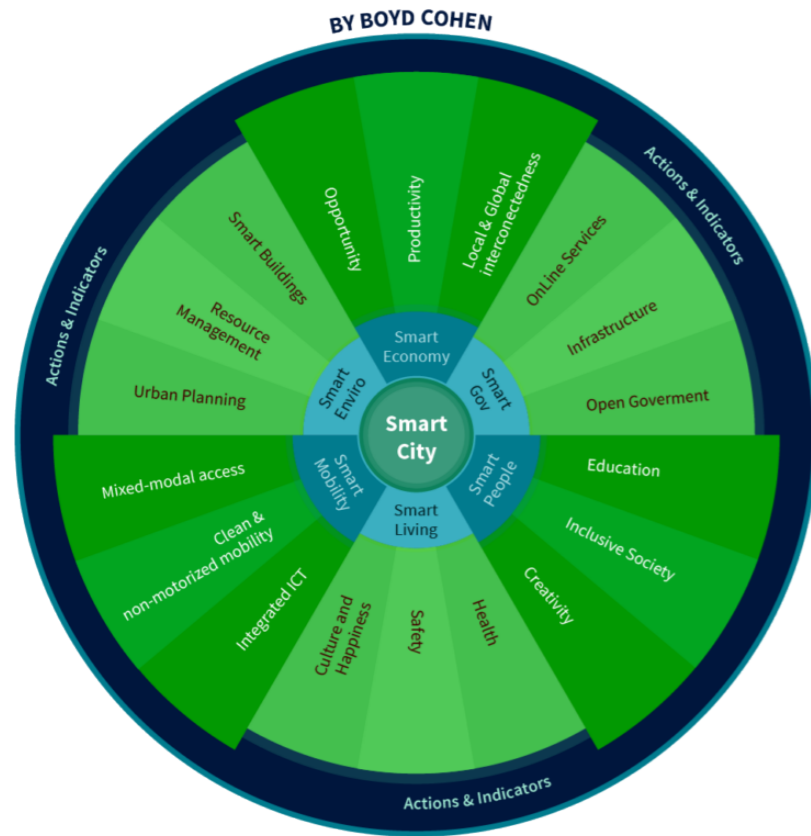 BY BOYD COHEN
Actions & Indicators
Actions & Indicators
Actions & Indicators
Opportunity
Productivity
Local & Global
interconectedness
OnLine Services
Infrastructure
Open Goverment
Education
Inclusive Society
Creativity
Health
Safety
Culture and
Happiness
Integrated ICT
Clean &
non-motorized mobility
Mixed-modal access
Urban Planning
Resource
Management
Smart Buildings
Smart
Economy
Smart
Gov
Smart
People
Smart
Living
Smart
Mobility
Smart
Enviro
Smart
City